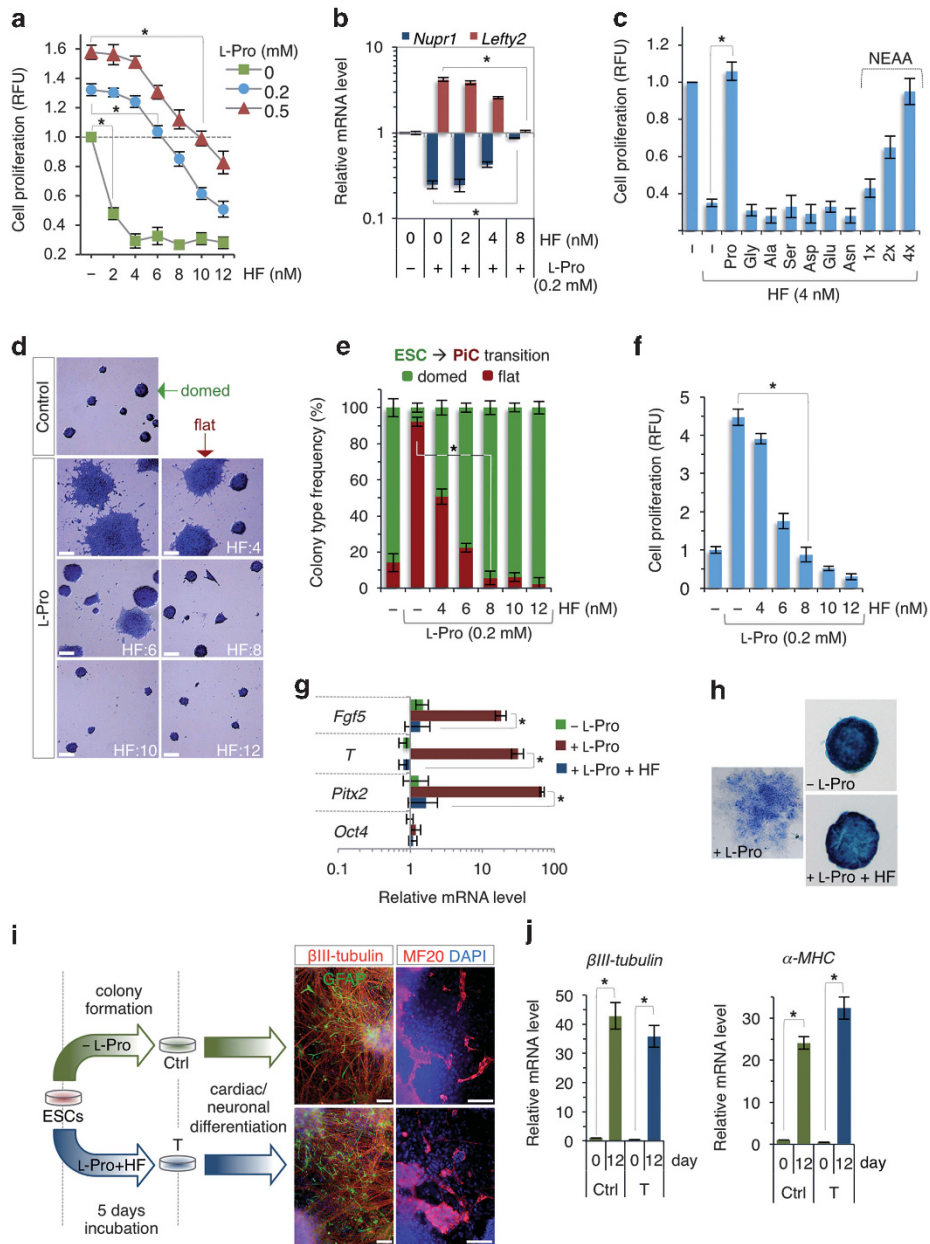 a
Cell proliferation (RFU)
1.6
1.4
1.2
1.0
0.8
0.6
0.4
0.2
*
*
*
L-Pro (mM)
0
0.2
0.5
– 2 4 6 8 10 12 HF (nM)
b
Nupr1 Lefty2
Relative mRNA level
10
1
0.1
*
*
0 0 2 4 8 HF (nM)
– + + + + L-Pro
(0.2 mM)
c
Cell proliferation (RFU)
1.2
1.0
0.8
0.6
0.4
*
NEAA
– – Pro Gly Ala Ser Asp Glu Asn 1x 2x 4x
HF (4 nM)
d
Control
domed
flat
L-Pro
HF:4
HF:6
HF:8
HF:10
HF:12
e
ESC → PiC transition
domed flat
Colony type frequency (%)
100
80
60
40
20
0
*
– – 4 6 8 10 12 HF (nM)
L-Pro (0.2 mM)
f
Cell proliferation (RFU)
5
4
3
2
1
0
*
– – 4 6 8 10 12 HF (nM)
L-Pro (0.2 mM)
g
Fgf5
T
Pitx2
Oct4
*
*
*
– L-Pro
+ L-Pro
+ L-Pro + HF
0.1 1 10 100
Relative mRNA level
h
+ L-Pro
– L-Pro
+ L-Pro + HF
i
colony
formation
– L-Pro
Ctrl
ESCs
cardiac/
neuronal
differentiation
T
L-Pro+HF
5 days
incubation
βIII-tubulin
GFAP
MF20 DAPI
j
βIII-tubulin
Relative mRNA level
50
45
40
35
30
25
20
15
10
5
0
*
*
0 12 0 12 day
Ctrl T
α-MHC
Relative mRNA level
40
30
20
10
0
*
*
0 12 0 12 day
Ctrl T